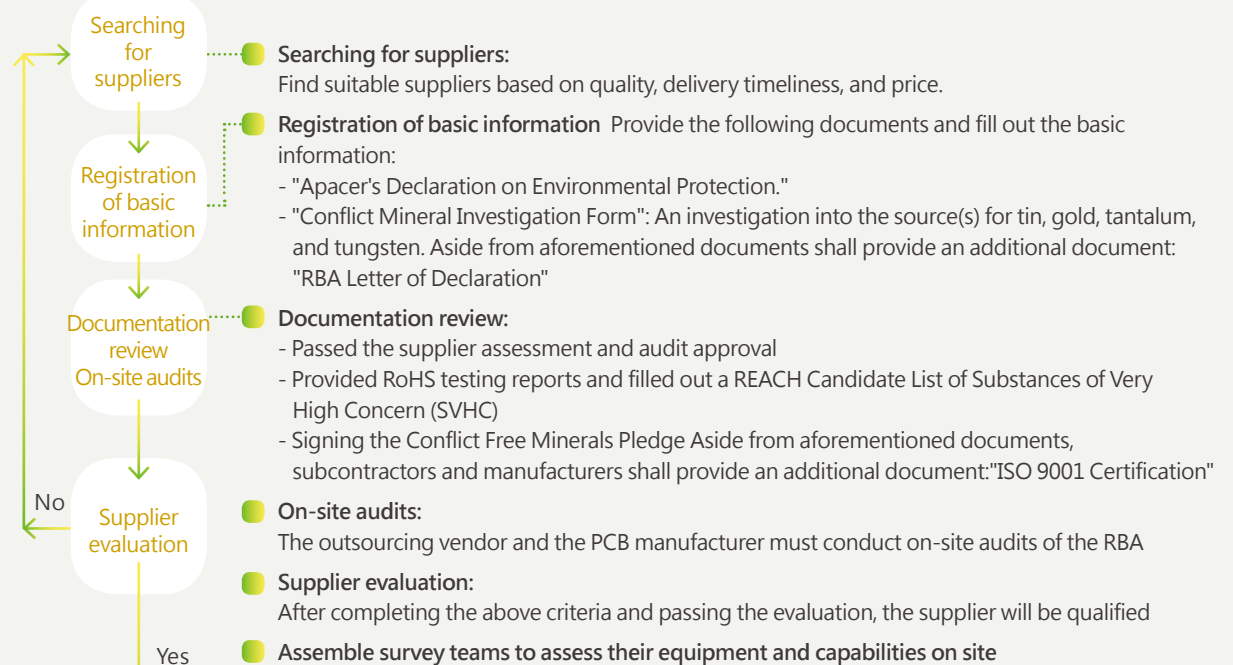 Searching
for
suppliers
Registration
of basic
information
Documentation
review
On-site audits
No
Supplier
evaluation
Yes
Searching for suppliers:
Find suitable suppliers based on quality, delivery timeliness, and price.
Registration of basic information Provide the following documents and fill out the basic
information:
- "Apacer's Declaration on Environmental Protection."
- "Conflict Mineral Investigation Form": An investigation into the source(s) for tin, gold, tantalum,
and tungsten. Aside from aforementioned documents shall provide an additional document:
"RBA Letter of Declaration"
Documentation review:
- Passed the supplier assessment and audit approval
- Provided RoHS testing reports and filled out a REACH Candidate List of Substances of Very
High Concern (SVHC)
- Signing the Conflict Free Minerals Pledge Aside from aforementioned documents,
subcontractors and manufacturers shall provide an additional document:"ISO 9001 Certification"
On-site audits:
The outsourcing vendor and the PCB manufacturer must conduct on-site audits of the RBA
Supplier evaluation:
After completing the above criteria and passing the evaluation, the supplier will be qualified
Assemble survey teams to assess their equipment and capabilities on site